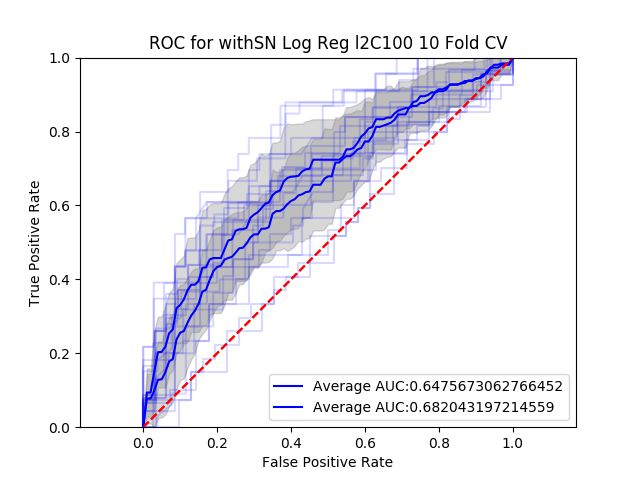 ROC for withSN Log Reg l2C100 10 Fold CV
1.0
0.8
0.6
0.4
0.2
0.0
True Positive Rate
Average AUC:0.6475673062766452
Average AUC:0.682043197214559
0.0 0.2 0.4 0.6 0.8 1.0
False Positive Rate